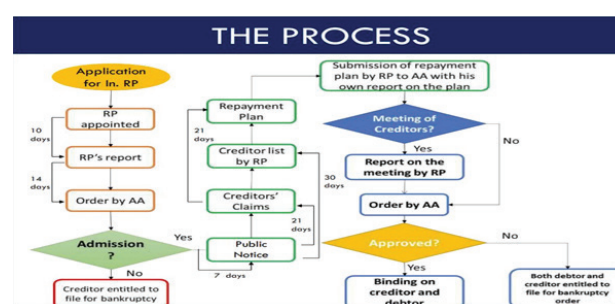 THE PROCESS
Application
for In. RP
RP
appointed
10
days
RP's report
14
days
Order by AA
Admission
?
Yes
No
7 days
Creditor entitled to
file for bankruptcy
Public
Notice
21
days
Creditors'
Claims
30
days
Creditor list
by RP
21
days
Repayment
Plan
Submission of repayment
plan by RP to AA with his
own report on the plan
Meeting of
Creditors?
No
Yes
Report on the
meeting by RP
Order by AA
Approved?
No
Yes
Binding on
creditor and
debtor
Both debtor and
creditor entitled to
file for bankruptcy
order